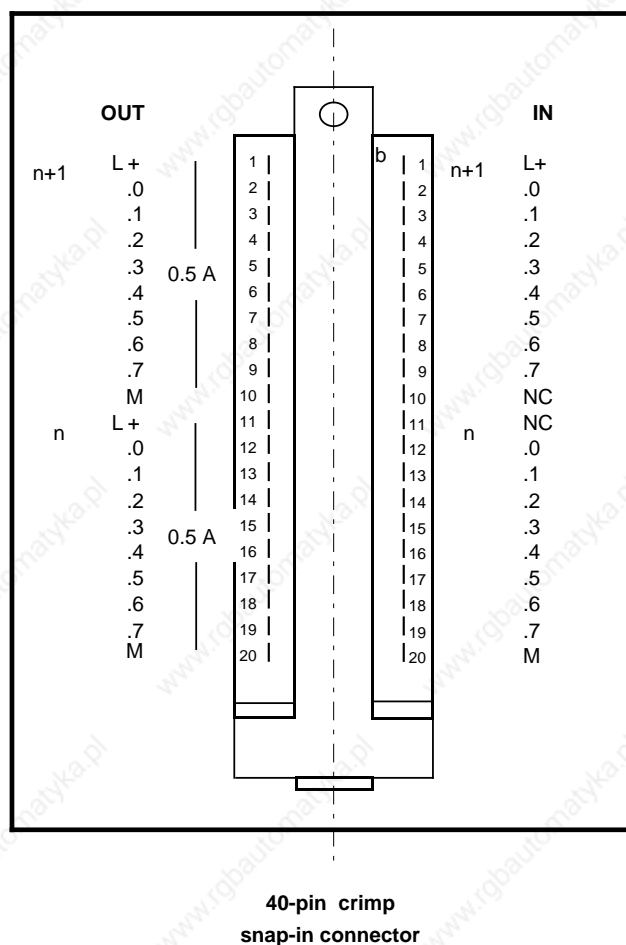 OUT IN
n+1 L + 1 b 1 n+1 L+
.0 2 2 .0
.1 3 3 .1
.2 4 4 .2
.3 0.5 A 5 5 .3
.4 6 6 .4
.5 7 7 .5
.6 8 8 .6
.7 9 9 .7
M 10 10 NC
n L + 11 11 n NC
.0 12 12 .0
.1 13 13 .1
.2 14 14 .2
.3 0.5 A 15 15 .3
.4 16 16 .4
.5 17 17 .5
.6 18 18 .6
.7 19 19 .7
M 20 20 M
40-pin crimp
snap-in connector
www.rgbautomatyka.pl